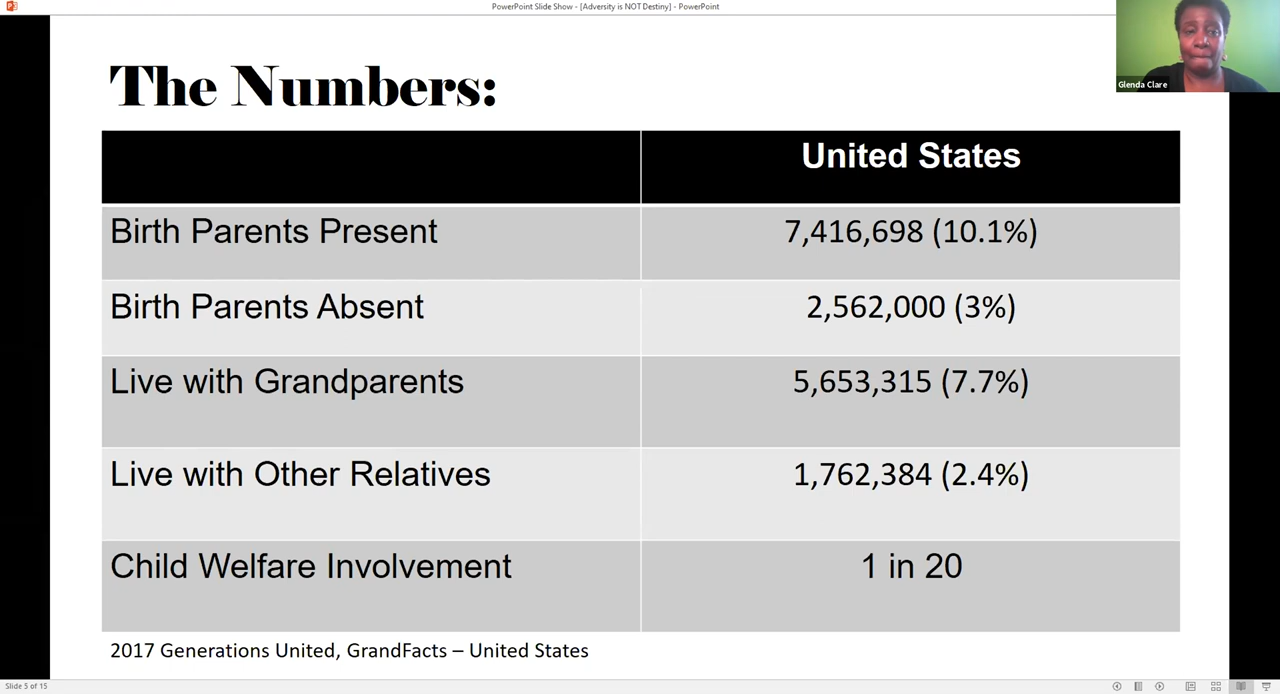 PowerPoint Slide Show - [Adversity is NOT Destiny] - PowerPoint
Glenda Clare
The Numbers:
United States
Birth Parents Present 7,416,698 (10.1%)
Birth Parents Absent 2,562,000 (3%)
Live with Grandparents 5,653,315 (7.7%)
Live with Other Relatives 1,762,384 (2.4%)
Child Welfare Involvement 1 in 20
2017 Generations United, GrandFacts – United States
Slide 5 of 15